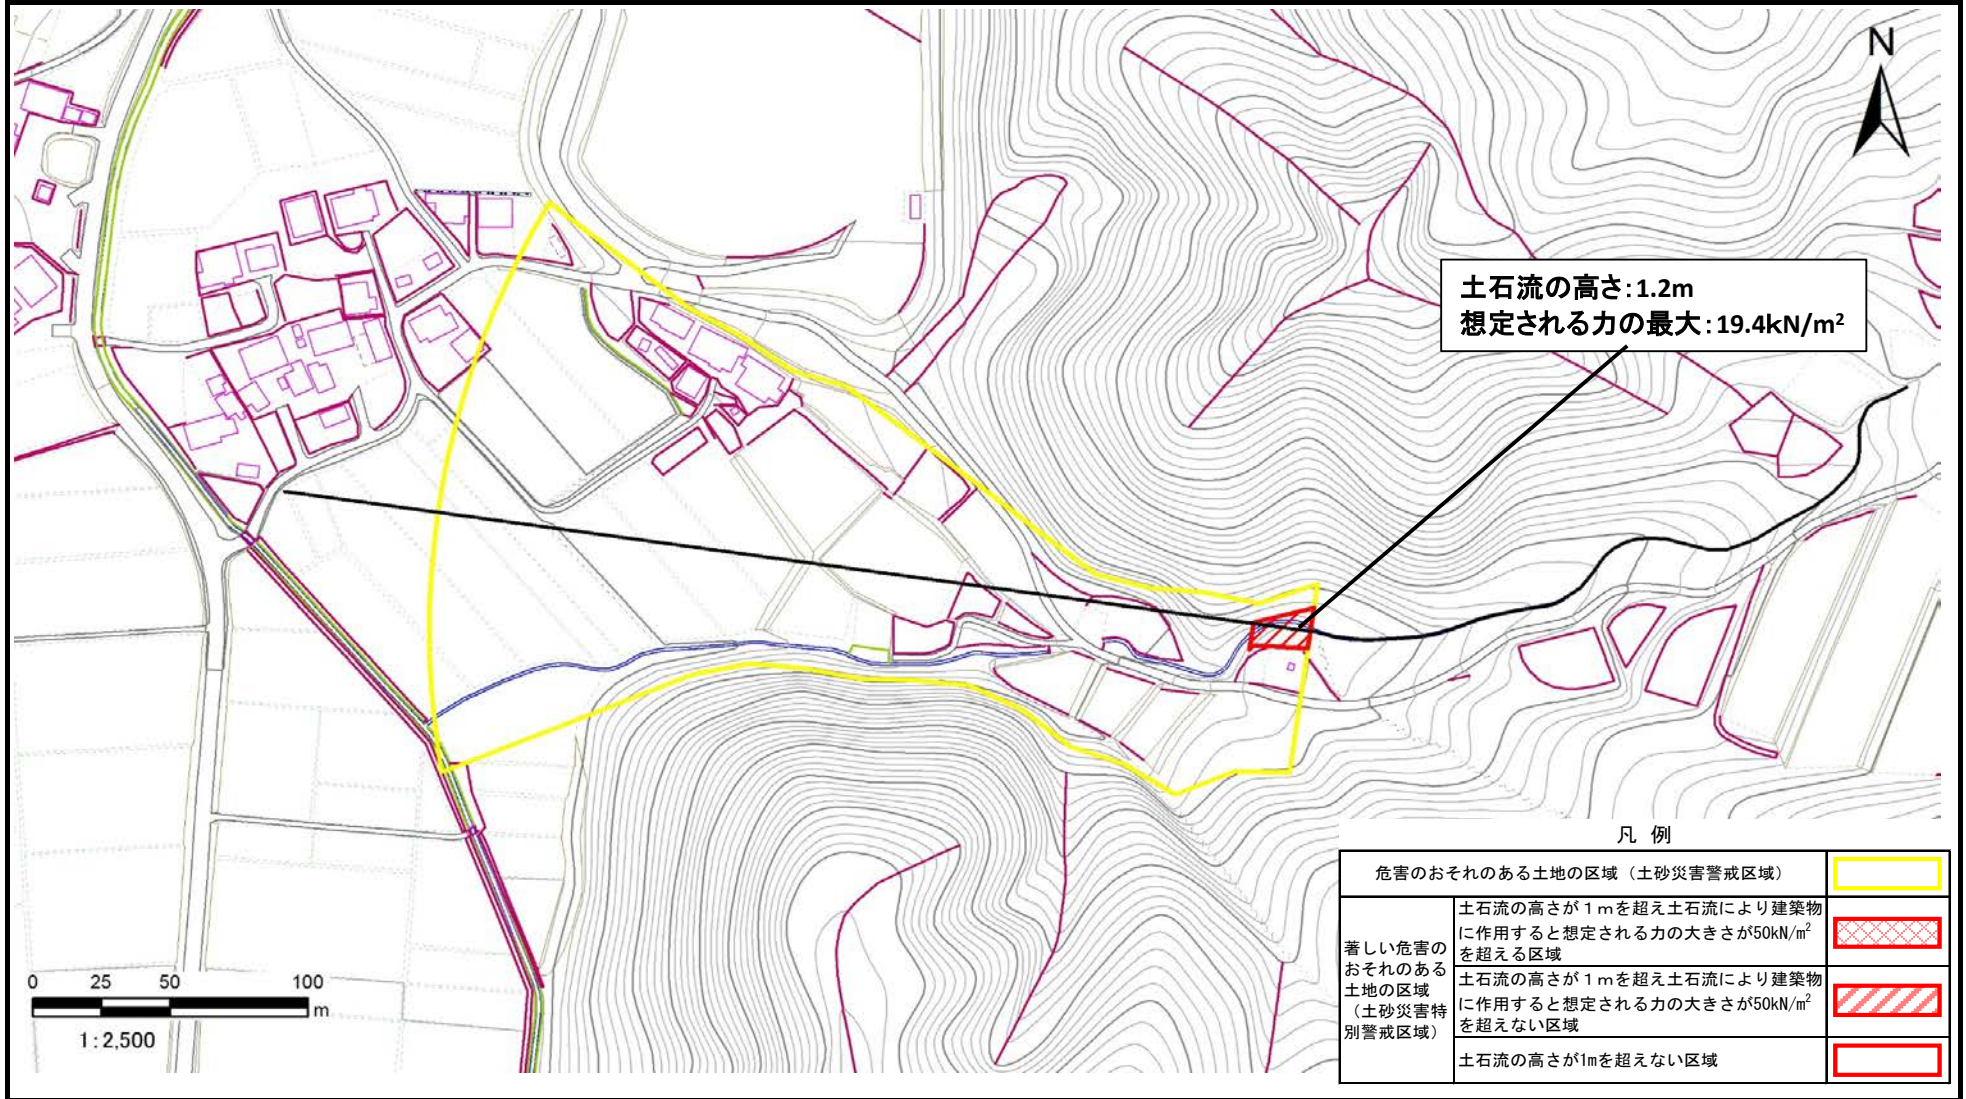 N
土石流の高さ:1.2m
想定される力の最大:19.4kN/m²
凡 例
危害のおそれのある土地の区域（土砂災害警戒区域）
著しい危害の
おそれのある
土地の区域
（土砂災害特
別警戒区域）
土石流の高さが１ｍを超え土石流により建築物
に作用すると想定される力の大きさが50kN/㎡
を超える区域
土石流の高さが１ｍを超え土石流により建築物
に作用すると想定される力の大きさが50kN/㎡
を超えない区域
土石流の高さが1mを超えない区域
0 25 50 100
m
1:2,500